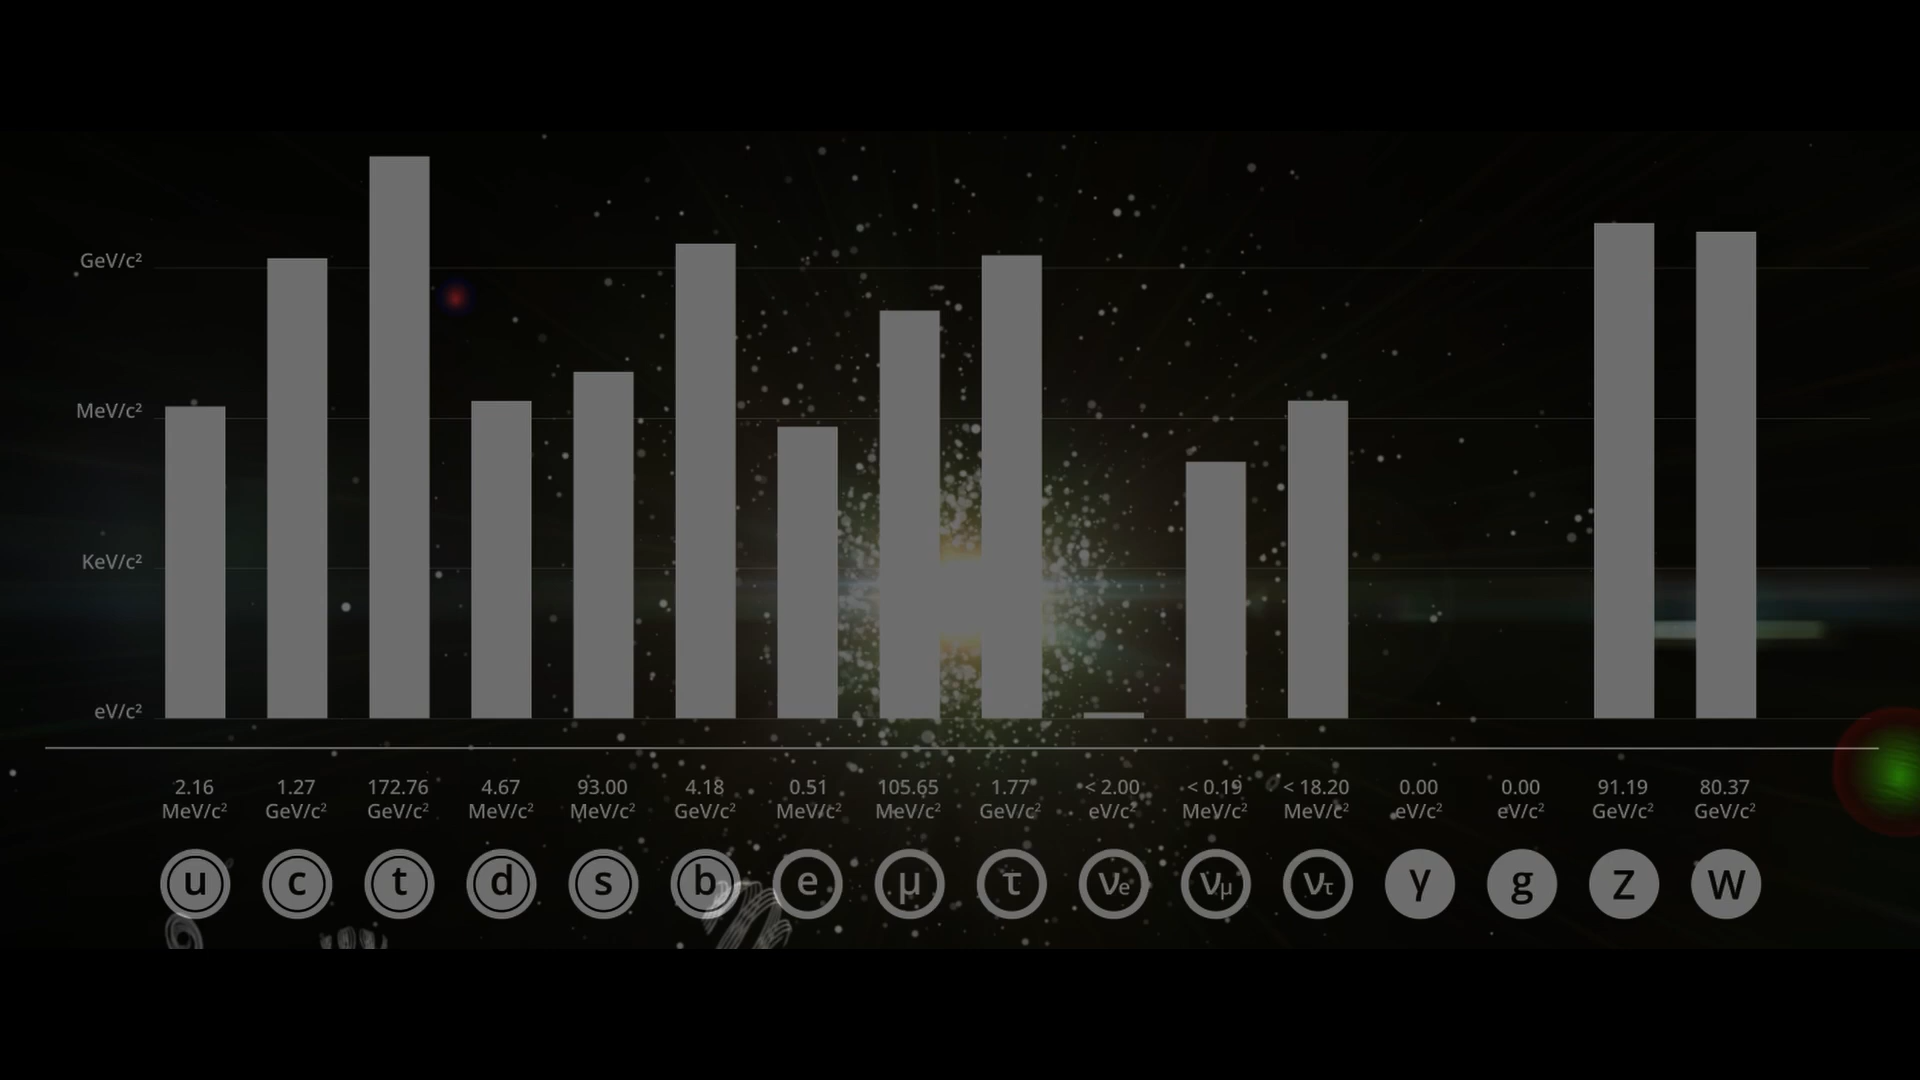 GeV/c²
MeV/c²
KeV/c²
eV/c²
2.16 1.27 172.76 4.67 93.00 4.18 0.51 105.65 1.77 < 2.00 < 0.19 < 18.20 0.00 0.00 91.19 80.37
MeV/c² GeV/c² GeV/c² MeV/c² MeV/c² GeV/c² MeV/c² MeV/c² GeV/c² eV/c² MeV/c² MeV/c² eV/c² eV/c² GeV/c² GeV/c²
u c t d s b e μ τ νe νμ ντ γ g Z W